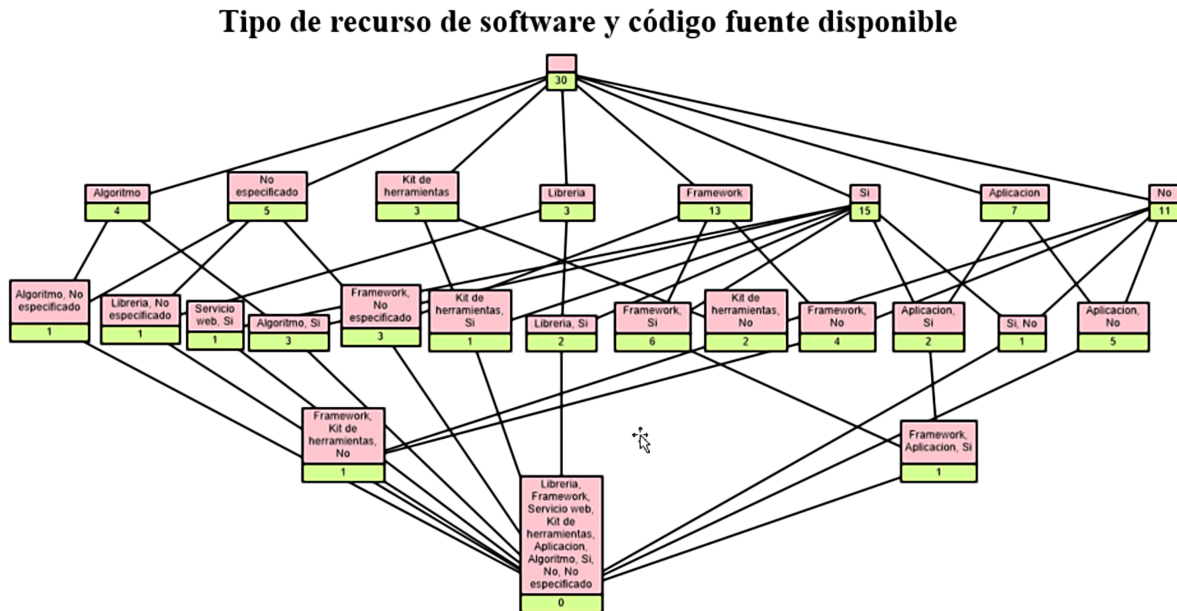 Tipo de recurso de software y código fuente disponible
30
Algoritmo
4
No
especificado
5
Kit de
herramientas
3
Libreria
3
Framework
13
Si
15
Aplicacion
7
No
11
Algoritmo, No
especificado
1
Libreria, No
especificado
1
Servicio
web, Si
1
Algoritmo, Si
3
Framework,
No
especificado
3
Kit de
herramientas,
Si
1
Libreria, Si
2
Framework,
Si
6
Kit de
herramientas,
No
2
Framework,
No
4
Aplicacion,
Si
2
Si, No
1
Aplicacion,
No
5
Framework,
Kit de
herramientas,
No
1
Framework,
Aplicacion, Si
1
Libreria,
Framework,
Servicio web,
Kit de
herramientas,
Aplicacion,
Algoritmo, Si,
No, No
especificado
0